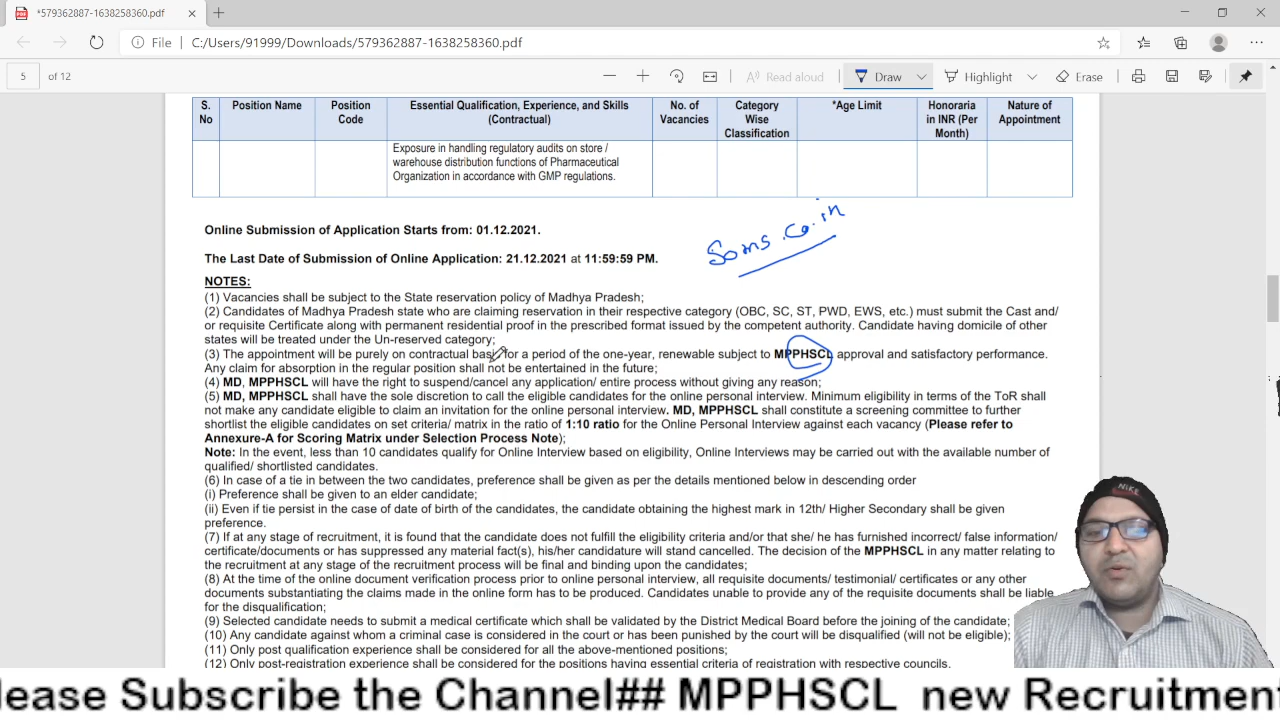 *579362887-1638258360.pdf
File
C:/Users/91999/Downloads/579362887-1638258360.pdf
5 of 12
Read aloud
Draw
Highlight
Erase
S. No
Position Name
Position Code
Essential Qualification, Experience, and Skills (Contractual)
No. of Vacancies
Category Wise Classification
*Age Limit
Honoraria in INR (Per Month)
Nature of Appointment
Exposure in handling regulatory audits on store /
warehouse distribution functions of Pharmaceutical
Organization in accordance with GMP regulations.
Soms.co.in
Online Submission of Application Starts from: 01.12.2021.
The Last Date of Submission of Online Application: 21.12.2021 at 11:59:59 PM.
NOTES:
(1) Vacancies shall be subject to the State reservation policy of Madhya Pradesh;
(2) Candidates of Madhya Pradesh state who are claiming reservation in their respective category (OBC, SC, ST, PWD, EWS, etc.) must submit the Cast and/
or requisite Certificate along with permanent residential proof in the prescribed format issued by the competent authority. Candidate having domicile of other
states will be treated under the Un-reserved category;
(3) The appointment will be purely on contractual basis for a period of the one-year, renewable subject to MPPHSCL approval and satisfactory performance.
Any claim for absorption in the regular position shall not be entertained in the future;
(4) MD, MPPHSCL will have the right to suspend/cancel any application/ entire process without giving any reason;
(5) MD, MPPHSCL shall have the sole discretion to call the eligible candidates for the online personal interview. Minimum eligibility in terms of the ToR shall
not make any candidate eligible to claim an invitation for the online personal interview. MD, MPPHSCL shall constitute a screening committee to further
shortlist the eligible candidates on set criteria/ matrix in the ratio of 1:10 ratio for the Online Personal Interview against each vacancy (Please refer to
Annexure-A for Scoring Matrix under Selection Process Note);
Note: In the event, less than 10 candidates qualify for Online Interview based on eligibility, Online Interviews may be carried out with the available number of
qualified/ shortlisted candidates.
(6) In case of a tie in between the two candidates, preference shall be given as per the details mentioned below in descending order
(i) Preference shall be given to an elder candidate;
(ii) Even if tie persist in the case of date of birth of the candidates, the candidate obtaining the highest mark in 12th/ Higher Secondary shall be given
preference.
(7) If at any stage of recruitment, it is found that the candidate does not fulfill the eligibility criteria and/or that she/ he has furnished incorrect/ false information/
certificate/documents or has suppressed any material fact(s), his/her candidature will stand cancelled. The decision of the MPPHSCL in any matter relating to
the recruitment at any stage of the recruitment process will be final and binding upon the candidates;
(8) At the time of the online document verification process prior to online personal interview, all requisite documents/ testimonial/ certificates or any other
documents substantiating the claims made in the online form has to be produced. Candidates unable to provide any of the requisite documents shall be liable
for the disqualification;
(9) Selected candidate needs to submit a medical certificate which shall be validated by the District Medical Board before the joining of the candidate;
(10) Any candidate against whom a criminal case is considered in the court or has been punished by the court will be disqualified (will not be eligible);
(11) Only post qualification experience shall be considered for all the above-mentioned positions;
(12) Only post-registration experience shall be considered for the positions having essential criteria of registration with respective councils.
NIKE
lease Subscribe the Channel## MPPHSCL new Recruitment